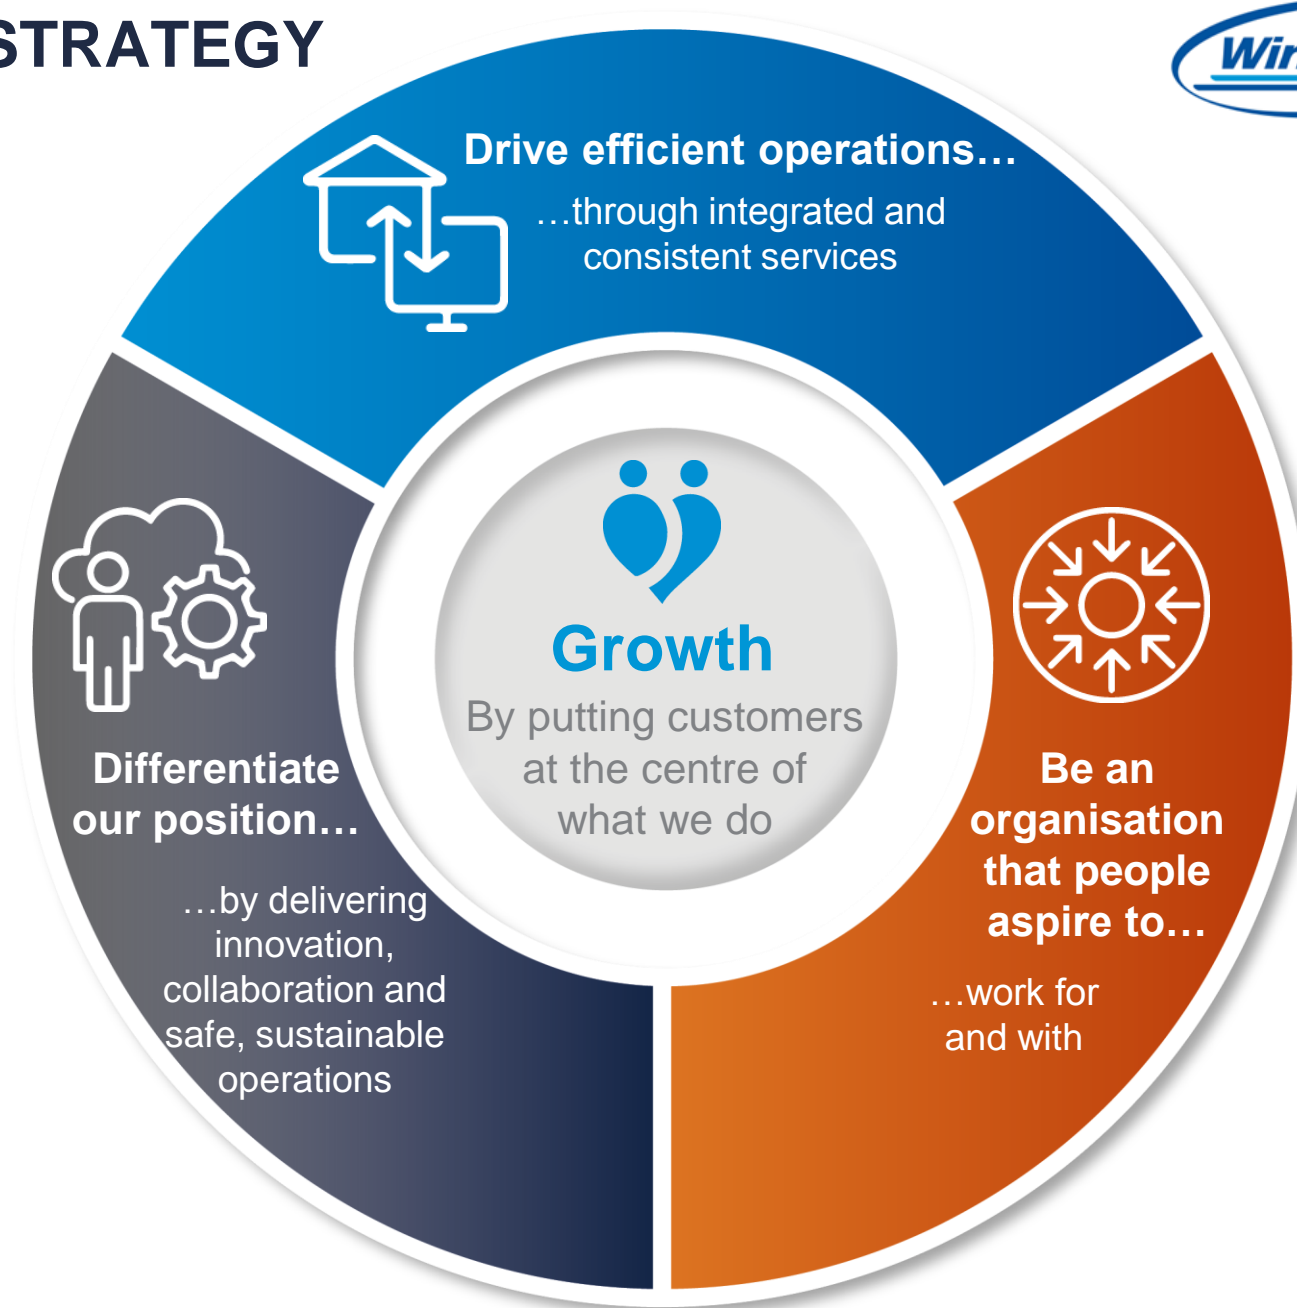 STRATEGY
Drive efficient operations…
…through integrated and
consistent services
Growth
By putting customers
at the centre of
what we do
Differentiate
our position…
…by delivering
innovation,
collaboration and
safe, sustainable
operations
Be an
organisation
that people
aspire to…
…work for
and with